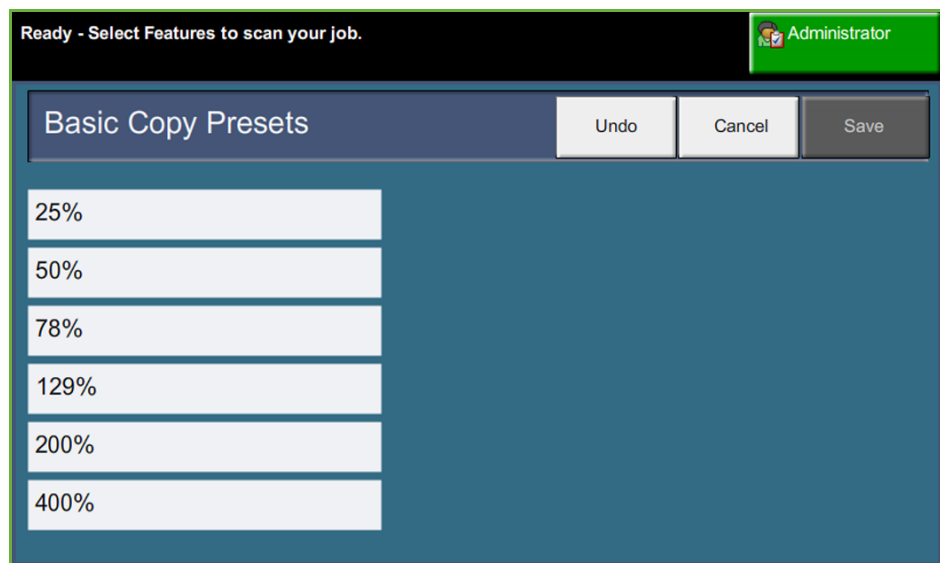 Ready - Select Features to scan your job.
Administrator
Basic Copy Presets
Undo
Cancel
Save
25%
50%
78%
129%
200%
400%